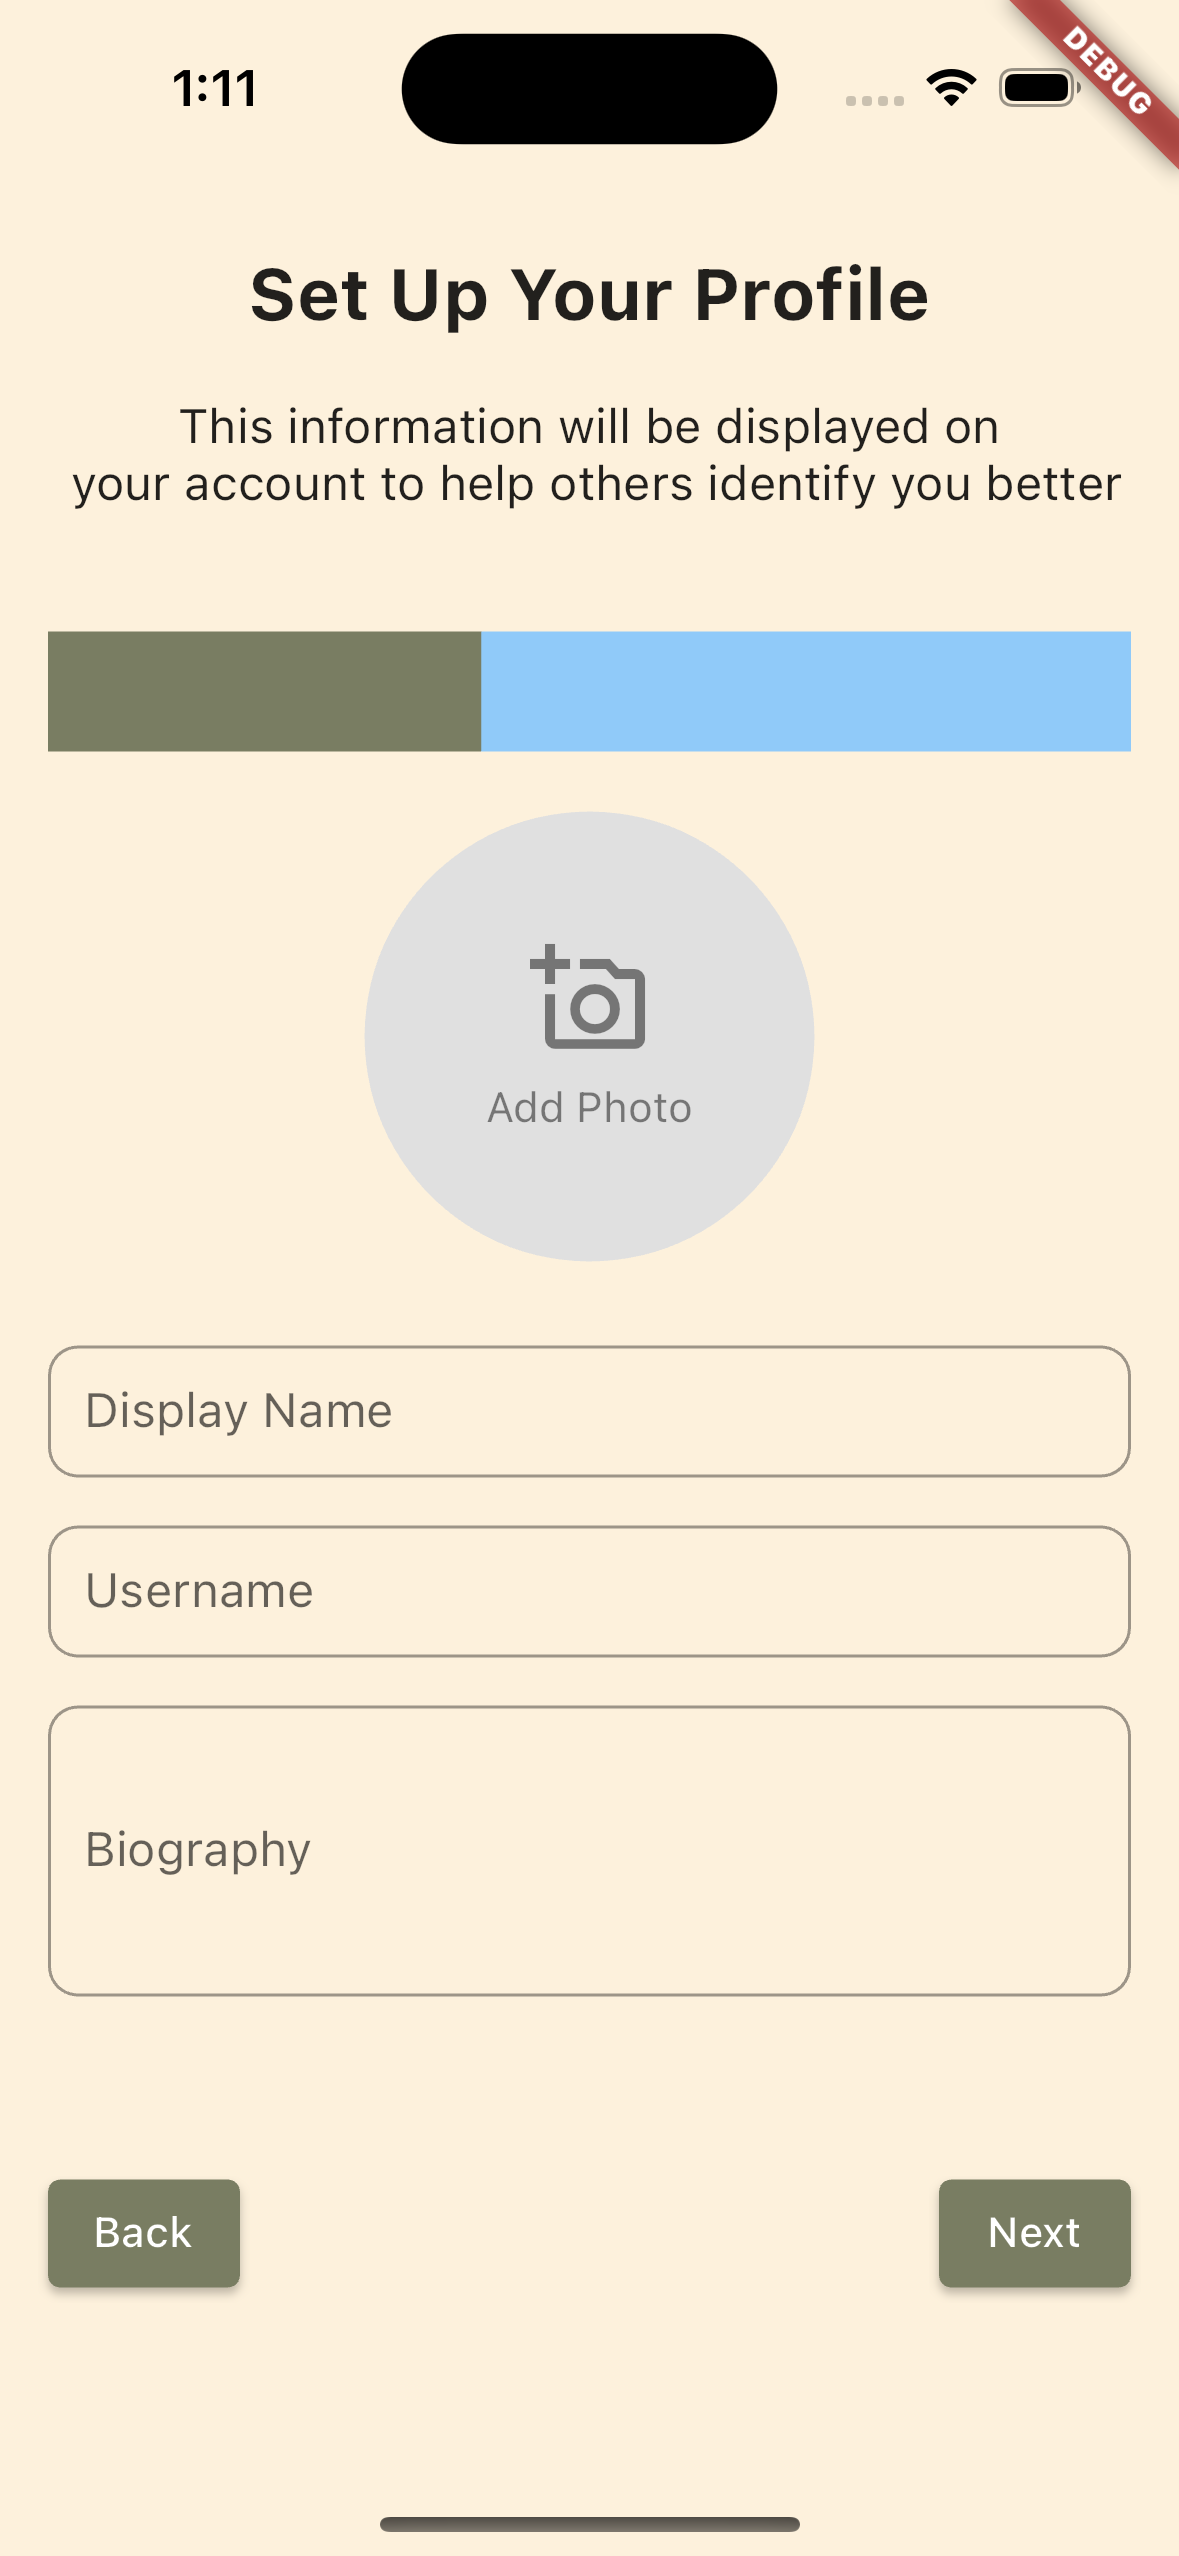 1:11
DEBUG
Set Up Your Profile
This information will be displayed on
your account to help others identify you better
Add Photo
Display Name
Username
Biography
Back
Next